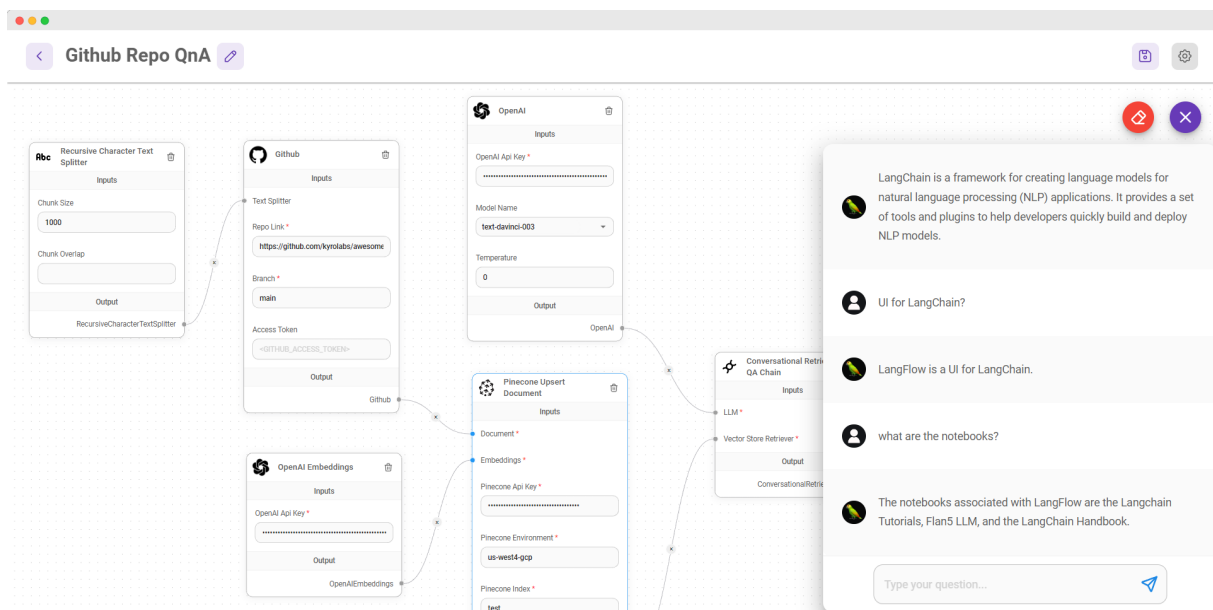 Github Repo QnA
Abc
Recursive Character Text
Splitter
Inputs
Chunk Size
1000
Chunk Overlap
Output
RecursiveCharacterTextSplitter
Github
Inputs
Text Splitter
Repo Link *
https://github.com/kyrolabs/awesome
Branch *
main
Access Token
<GITHUB_ACCESS_TOKEN>
Output
Github
OpenAI Embeddings
Inputs
OpenAI Api Key *
Output
OpenAIEmbeddings
OpenAI
Inputs
OpenAI Api Key *
Model Name
text-davinci-003
Temperature
0
Output
OpenAI
Pinecone Upsert
Document
Inputs
Document *
Embeddings *
Pinecone Api Key *
Pinecone Environment *
us-west4-gcp
Pinecone Index *
test
Conversational Retri
QA Chain
Inputs
LLM *
Vector Store Retriever *
Output
ConversationalRetrie
LangChain is a framework for creating language models for
natural language processing (NLP) applications. It provides a set
of tools and plugins to help developers quickly build and deploy
NLP models.
UI for LangChain?
LangFlow is a UI for LangChain.
what are the notebooks?
The notebooks associated with LangFlow are the Langchain
Tutorials, Flan5 LLM, and the LangChain Handbook.
Type your question...